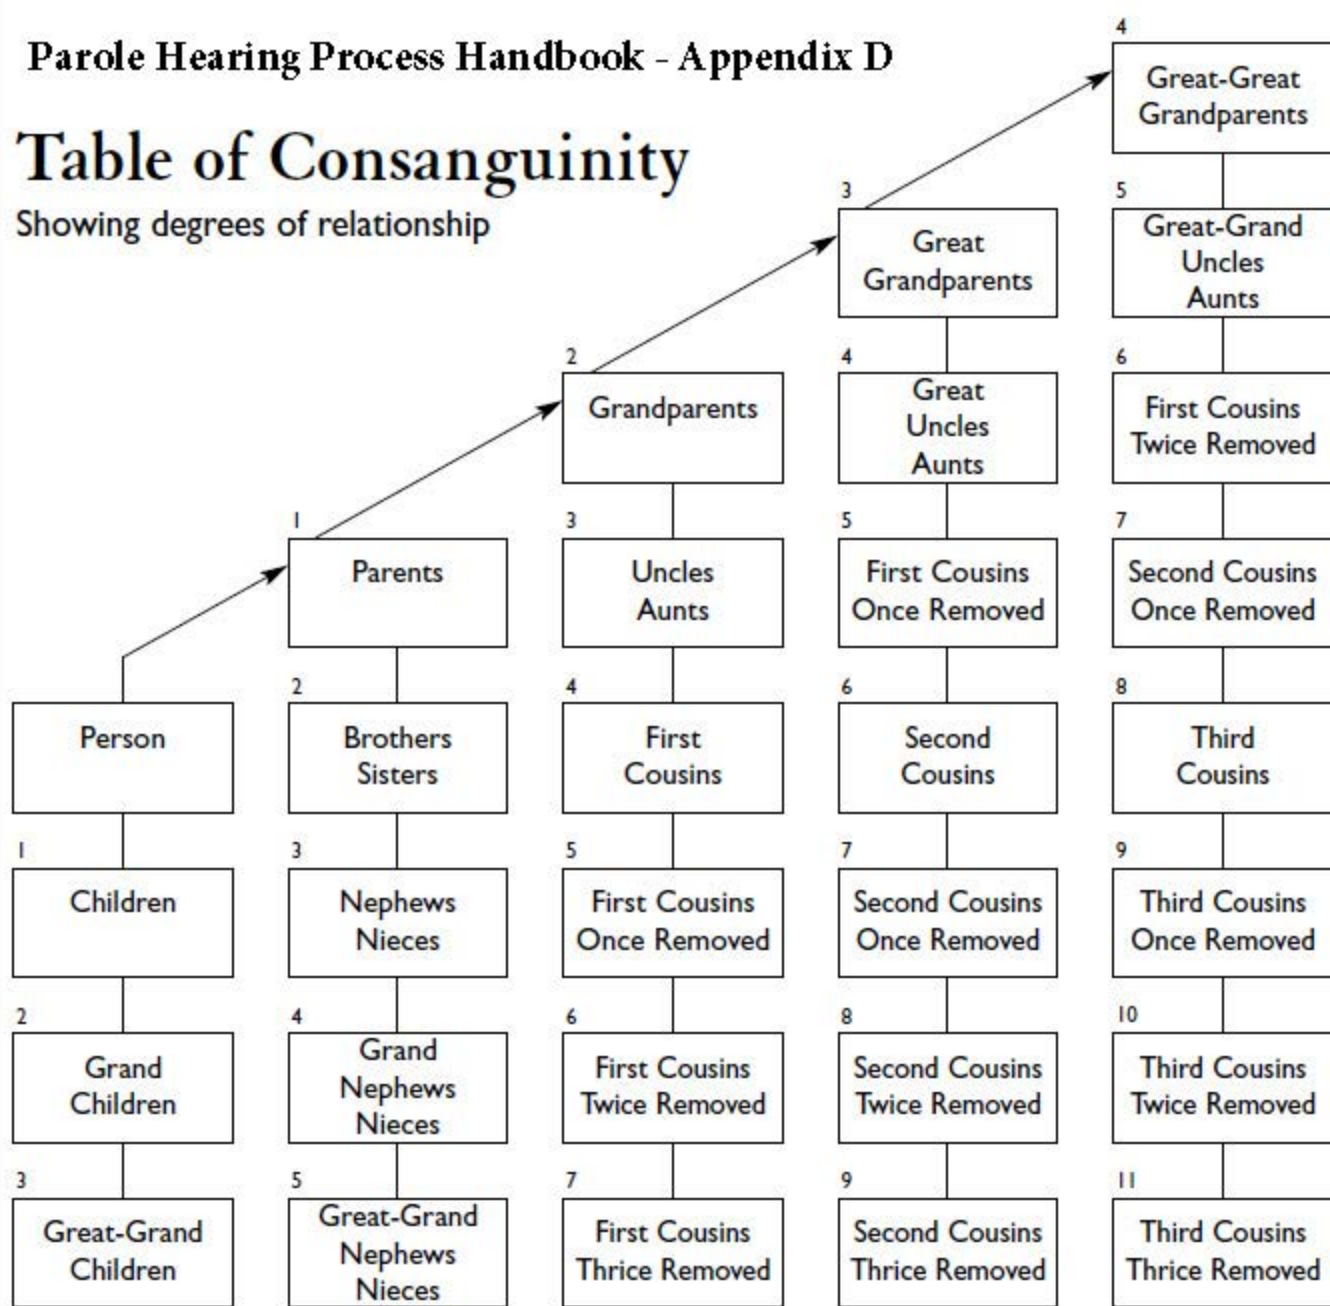 Parole Hearing Process Handbook - Appendix D
Table of Consanguinity
Showing degrees of relationship
4
Great-Great
Grandparents
3
Great
Grandparents
5
Great-Grand
Uncles
Aunts
2
Grandparents
4
Great
Uncles
Aunts
6
First Cousins
Twice Removed
1
Parents
3
Uncles
Aunts
5
First Cousins
Once Removed
7
Second Cousins
Once Removed
Person
2
Brothers
Sisters
4
First
Cousins
6
Second
Cousins
8
Third
Cousins
1
Children
3
Nephews
Nieces
5
First Cousins
Once Removed
7
Second Cousins
Once Removed
9
Third Cousins
Once Removed
2
Grand
Children
4
Grand
Nephews
Nieces
6
First Cousins
Twice Removed
8
Second Cousins
Twice Removed
10
Third Cousins
Twice Removed
3
Great-Grand
Children
5
Great-Grand
Nephews
Nieces
7
First Cousins
Thrice Removed
9
Second Cousins
Thrice Removed
11
Third Cousins
Thrice Removed